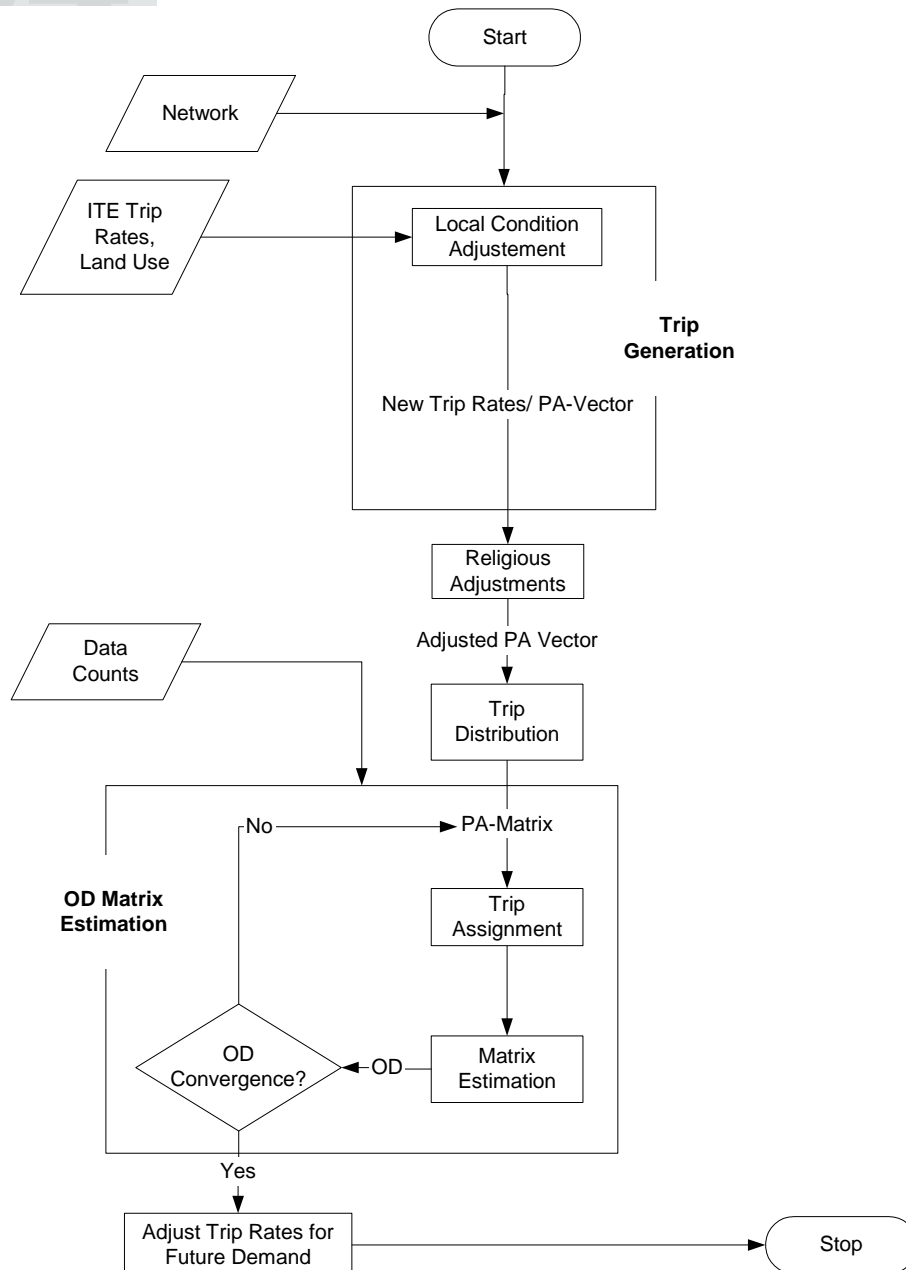 Start
Network
ITE Trip
Rates,
Land Use
Local Condition
Adjustement
Trip
Generation
New Trip Rates/ PA-Vector
Religious
Adjustments
Adjusted PA Vector
Data
Counts
Trip
Distribution
No
PA-Matrix
OD Matrix
Estimation
Trip
Assignment
OD
Convergence?
OD
Matrix
Estimation
Yes
Adjust Trip Rates for
Future Demand
Stop